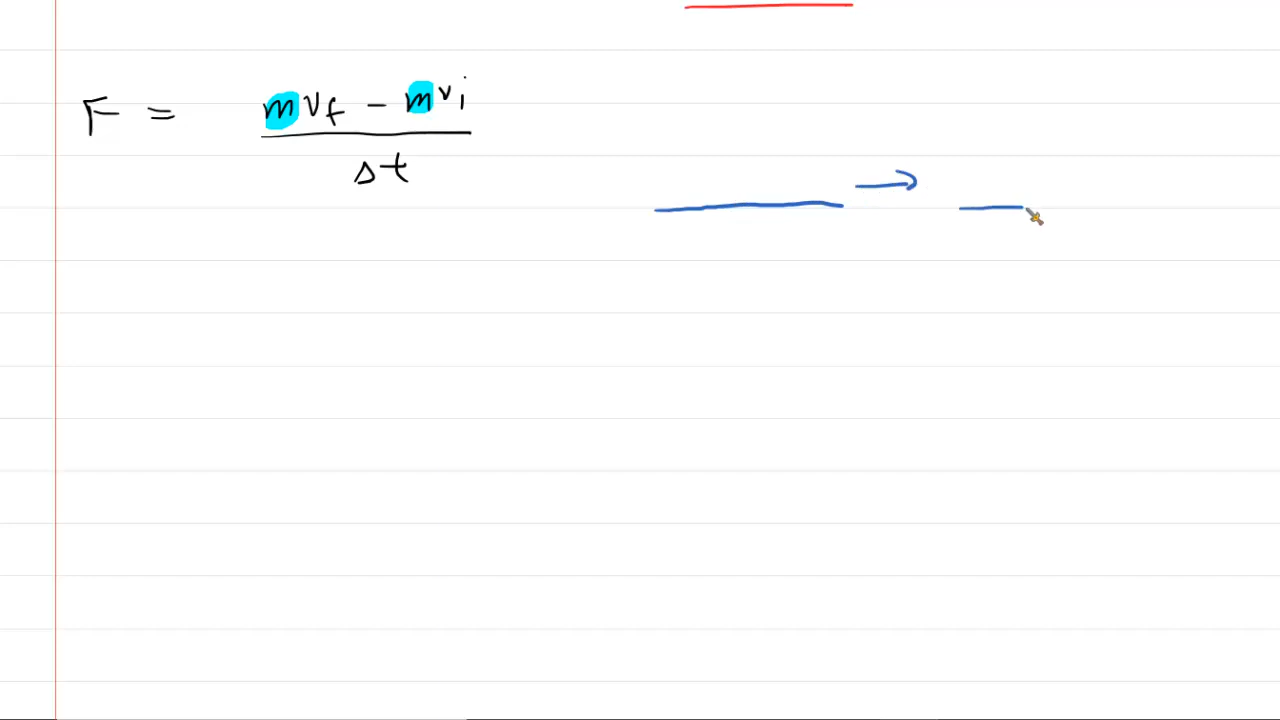 F = mvf - mvi
Δt